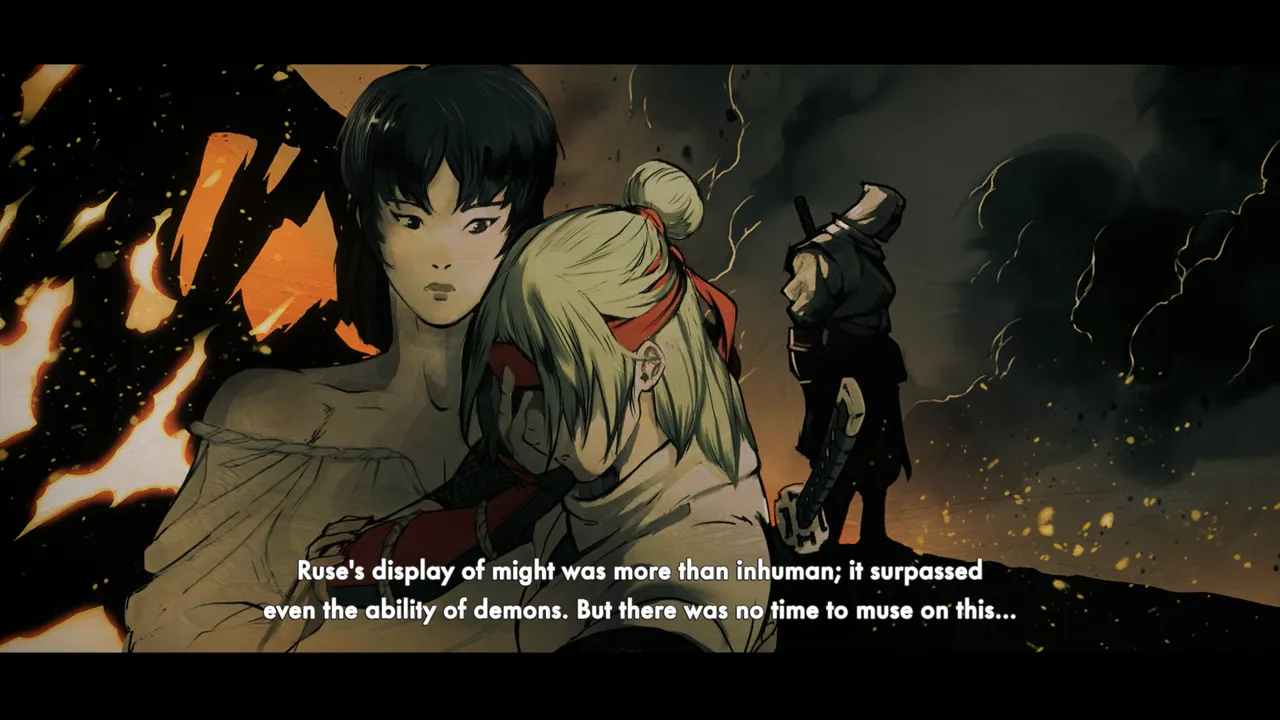 Ruse's display of might was more than inhuman; it surpassed
even the ability of demons. But there was no time to muse on this...